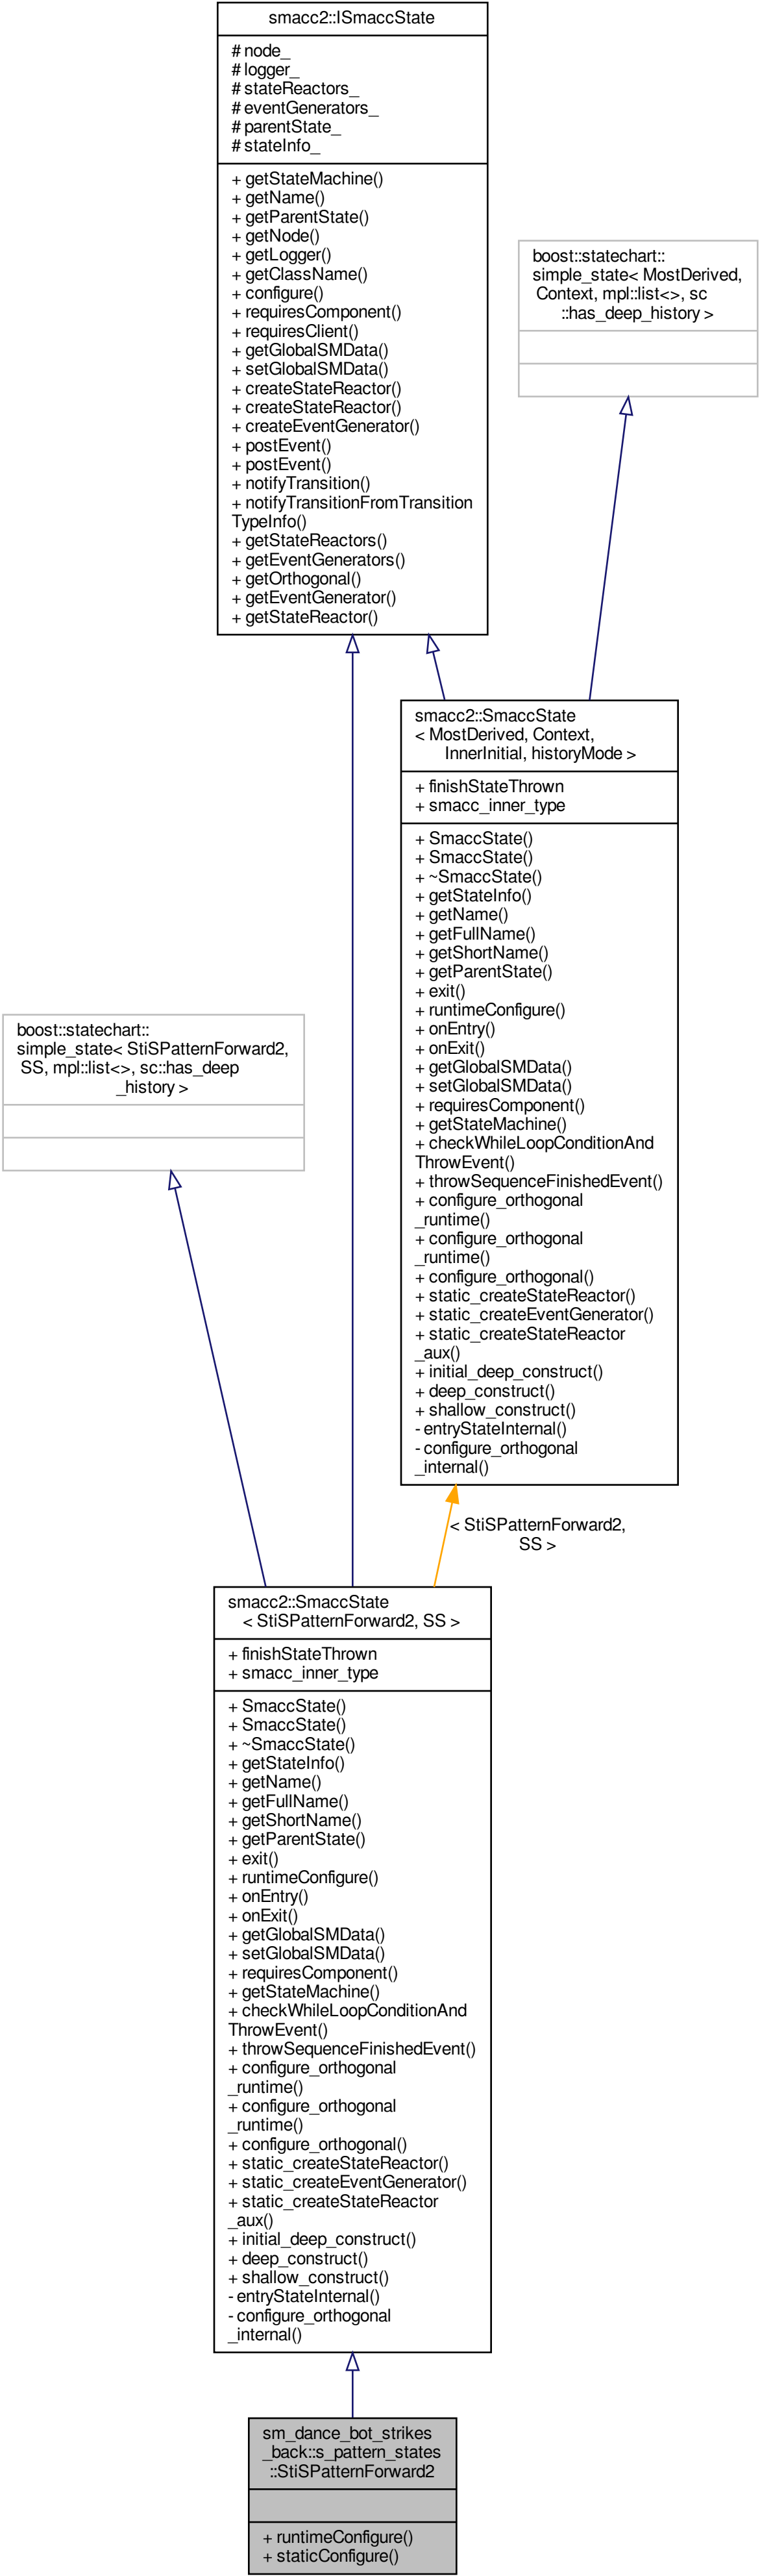 smacc2::ISmaccState
# node_
# logger_
# stateReactors_
# eventGenerators_
# parentState_
# stateInfo_
+ getStateMachine()
+ getName()
+ getParentState()
+ getNode()
+ getLogger()
+ getClassName()
+ configure()
+ requiresComponent()
+ requiresClient()
+ getGlobalSMData()
+ setGlobalSMData()
+ createStateReactor()
+ createStateReactor()
+ createEventGenerator()
+ postEvent()
+ postEvent()
+ notifyTransition()
+ notifyTransitionFromTransition
TypeInfo()
+ getStateReactors()
+ getEventGenerators()
+ getOrthogonal()
+ getEventGenerator()
+ getStateReactor()
boost::statechart::
simple_state< MostDerived,
Context, mpl::list<>, sc
::has_deep_history >
smacc2::SmaccState
< MostDerived, Context,
InnerInitial, historyMode >
+ finishStateThrown
+ smacc_inner_type
+ SmaccState()
+ SmaccState()
+ ~SmaccState()
+ getStateInfo()
+ getName()
+ getFullName()
+ getShortName()
+ getParentState()
+ exit()
+ runtimeConfigure()
+ onEntry()
+ onExit()
+ getGlobalSMData()
+ setGlobalSMData()
+ requiresComponent()
+ getStateMachine()
+ checkWhileLoopConditionAnd
ThrowEvent()
+ throwSequenceFinishedEvent()
+ configure_orthogonal
_runtime()
+ configure_orthogonal
_runtime()
+ configure_orthogonal()
+ static_createStateReactor()
+ static_createEventGenerator()
+ static_createStateReactor
_aux()
+ initial_deep_construct()
+ deep_construct()
+ shallow_construct()
- entryStateInternal()
- configure_orthogonal
_internal()
boost::statechart::
simple_state< StiSPatternForward2,
SS, mpl::list<>, sc::has_deep
_history >
< StiSPatternForward2,
SS >
smacc2::SmaccState
< StiSPatternForward2, SS >
+ finishStateThrown
+ smacc_inner_type
+ SmaccState()
+ SmaccState()
+ ~SmaccState()
+ getStateInfo()
+ getName()
+ getFullName()
+ getShortName()
+ getParentState()
+ exit()
+ runtimeConfigure()
+ onEntry()
+ onExit()
+ getGlobalSMData()
+ setGlobalSMData()
+ requiresComponent()
+ getStateMachine()
+ checkWhileLoopConditionAnd
ThrowEvent()
+ throwSequenceFinishedEvent()
+ configure_orthogonal
_runtime()
+ configure_orthogonal
_runtime()
+ configure_orthogonal()
+ static_createStateReactor()
+ static_createEventGenerator()
+ static_createStateReactor
_aux()
+ initial_deep_construct()
+ deep_construct()
+ shallow_construct()
- entryStateInternal()
- configure_orthogonal
_internal()
sm_dance_bot_strikes
_back::s_pattern_states
::StiSPatternForward2
+ runtimeConfigure()
+ staticConfigure()